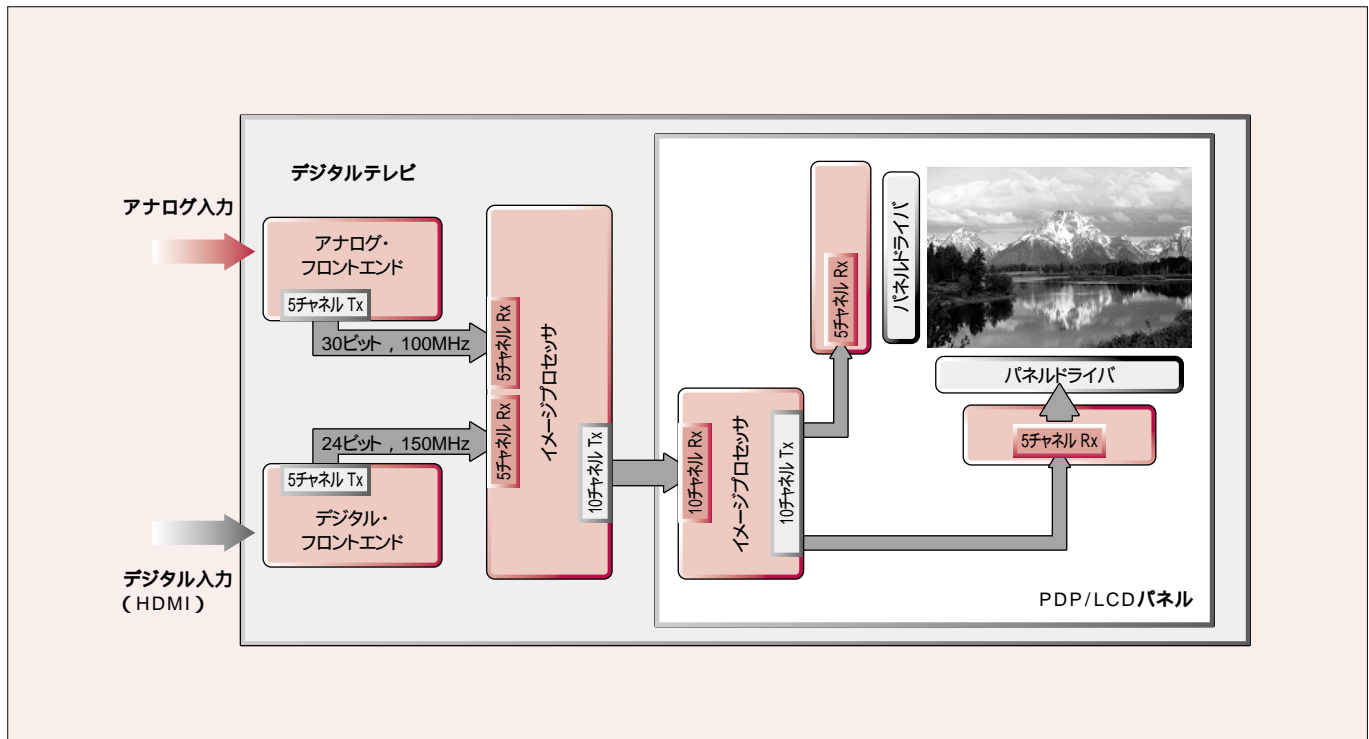 デジタルテレビ
アナログ入力
アナログ・
フロントエンド
5チャネル Tx
30ビット , 100MHz
24ビット , 150MHz
5チャネル Tx
デジタル・
フロントエンド
デジタル入力
(HDMI)
5チャネル Rx
5チャネル Rx
イメージプロセッサ
10チャネル Tx
10チャネル Rx
イメージプロセッサ
10チャネル Tx
5チャネル Rx
パネルドライバ
パネルドライバ
5チャネル Rx
PDP/LCDパネル